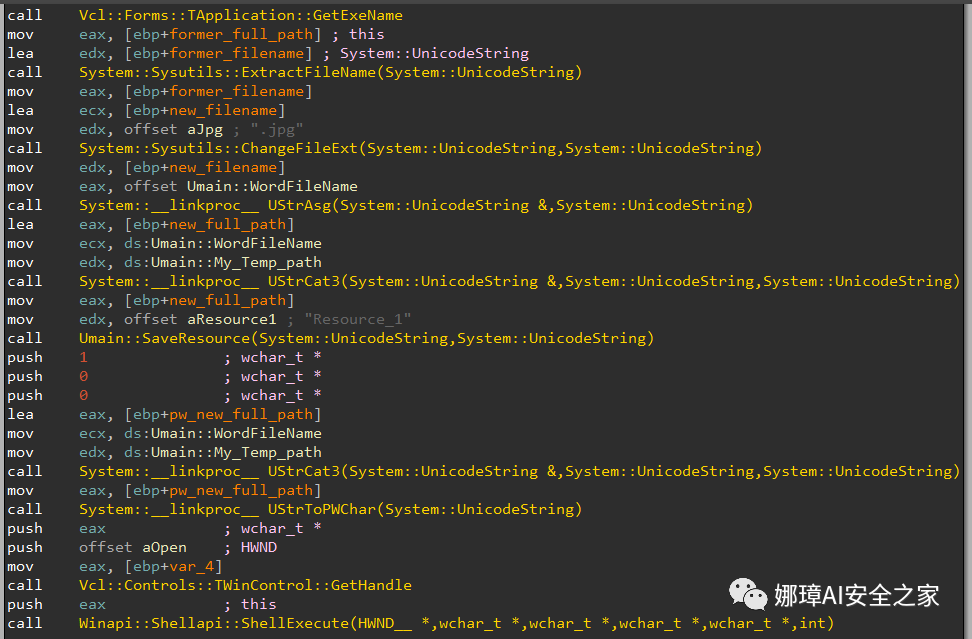 call Vcl::Forms::TApplication::GetExeName
mov eax, [ebp+former_full_path] ; this
lea edx, [ebp+former_filename] ; System::UnicodeString
call System::Sysutils::ExtractFileName(System::UnicodeString)
mov eax, [ebp+former_filename]
lea ecx, [ebp+new_filename]
mov edx, offset aJpg ; ".jpg"
call System::Sysutils::ChangeFileExt(System::UnicodeString,System::UnicodeString)
mov edx, [ebp+new_filename]
mov eax, offset Umain::WordFileName
call System::__linkproc__ UStrAsg(System::UnicodeString &,System::UnicodeString)
lea eax, [ebp+new_full_path]
mov ecx, ds:Umain::WordFileName
mov edx, ds:Umain::My_Temp_path
call System::__linkproc__ UStrCat3(System::UnicodeString &,System::UnicodeString,System::UnicodeString)
mov eax, [ebp+new_full_path]
mov edx, offset aResource1 ; "Resource_1"
call Umain::SaveResource(System::UnicodeString,System::UnicodeString)
push 1 ; wchar_t *
push 0 ; wchar_t *
push 0 ; wchar_t *
lea eax, [ebp+pw_new_full_path]
mov ecx, ds:Umain::WordFileName
mov edx, ds:Umain::My_Temp_path
call System::__linkproc__ UStrCat3(System::UnicodeString &,System::UnicodeString,System::UnicodeString)
mov eax, [ebp+pw_new_full_path]
call System::__linkproc__ UStrToPWChar(System::UnicodeString)
push eax ; wchar_t *
push offset aOpen ; HWND
mov eax, [ebp+var_4]
call Vcl::Controls::TWinControl::GetHandle
push eax ; this
call Winapi::Shellapi::ShellExecute(HWND__ *,wchar_t *,wchar_t *,wchar_t *,wchar_t *,int)
娜璋AI安全之家